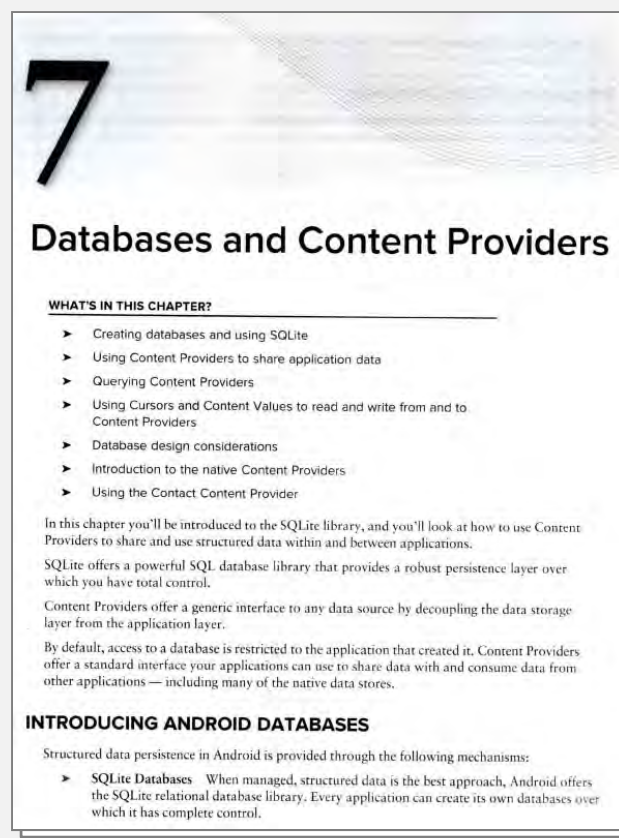 7
Databases and Content Providers
WHAT'S IN THIS CHAPTER?
➤ Creating databases and using SQLite
➤ Using Content Providers to share application data
➤ Querying Content Providers
➤ Using Cursors and Content Values to read and write from and to
Content Providers
➤ Database design considerations
➤ Introduction to the native Content Providers
➤ Using the Contact Content Provider
In this chapter you'll be introduced to the SQLite library, and you'll look at how to use Content
Providers to share and use structured data within and between applications.
SQLite offers a powerful SQL database library that provides a robust persistence layer over
which you have total control.
Content Providers offer a generic interface to any data source by decoupling the data storage
layer from the application layer.
By default, access to a database is restricted to the application that created it. Content Providers
offer a standard interface your applications can use to share data with and consume data from
other applications — including many of the native data stores.
INTRODUCING ANDROID DATABASES
Structured data persistence in Android is provided through the following mechanisms:
➤ SQLite Databases When managed, structured data is the best approach, Android offers
the SQLite relational database library. Every application can create its own databases over
which it has complete control.